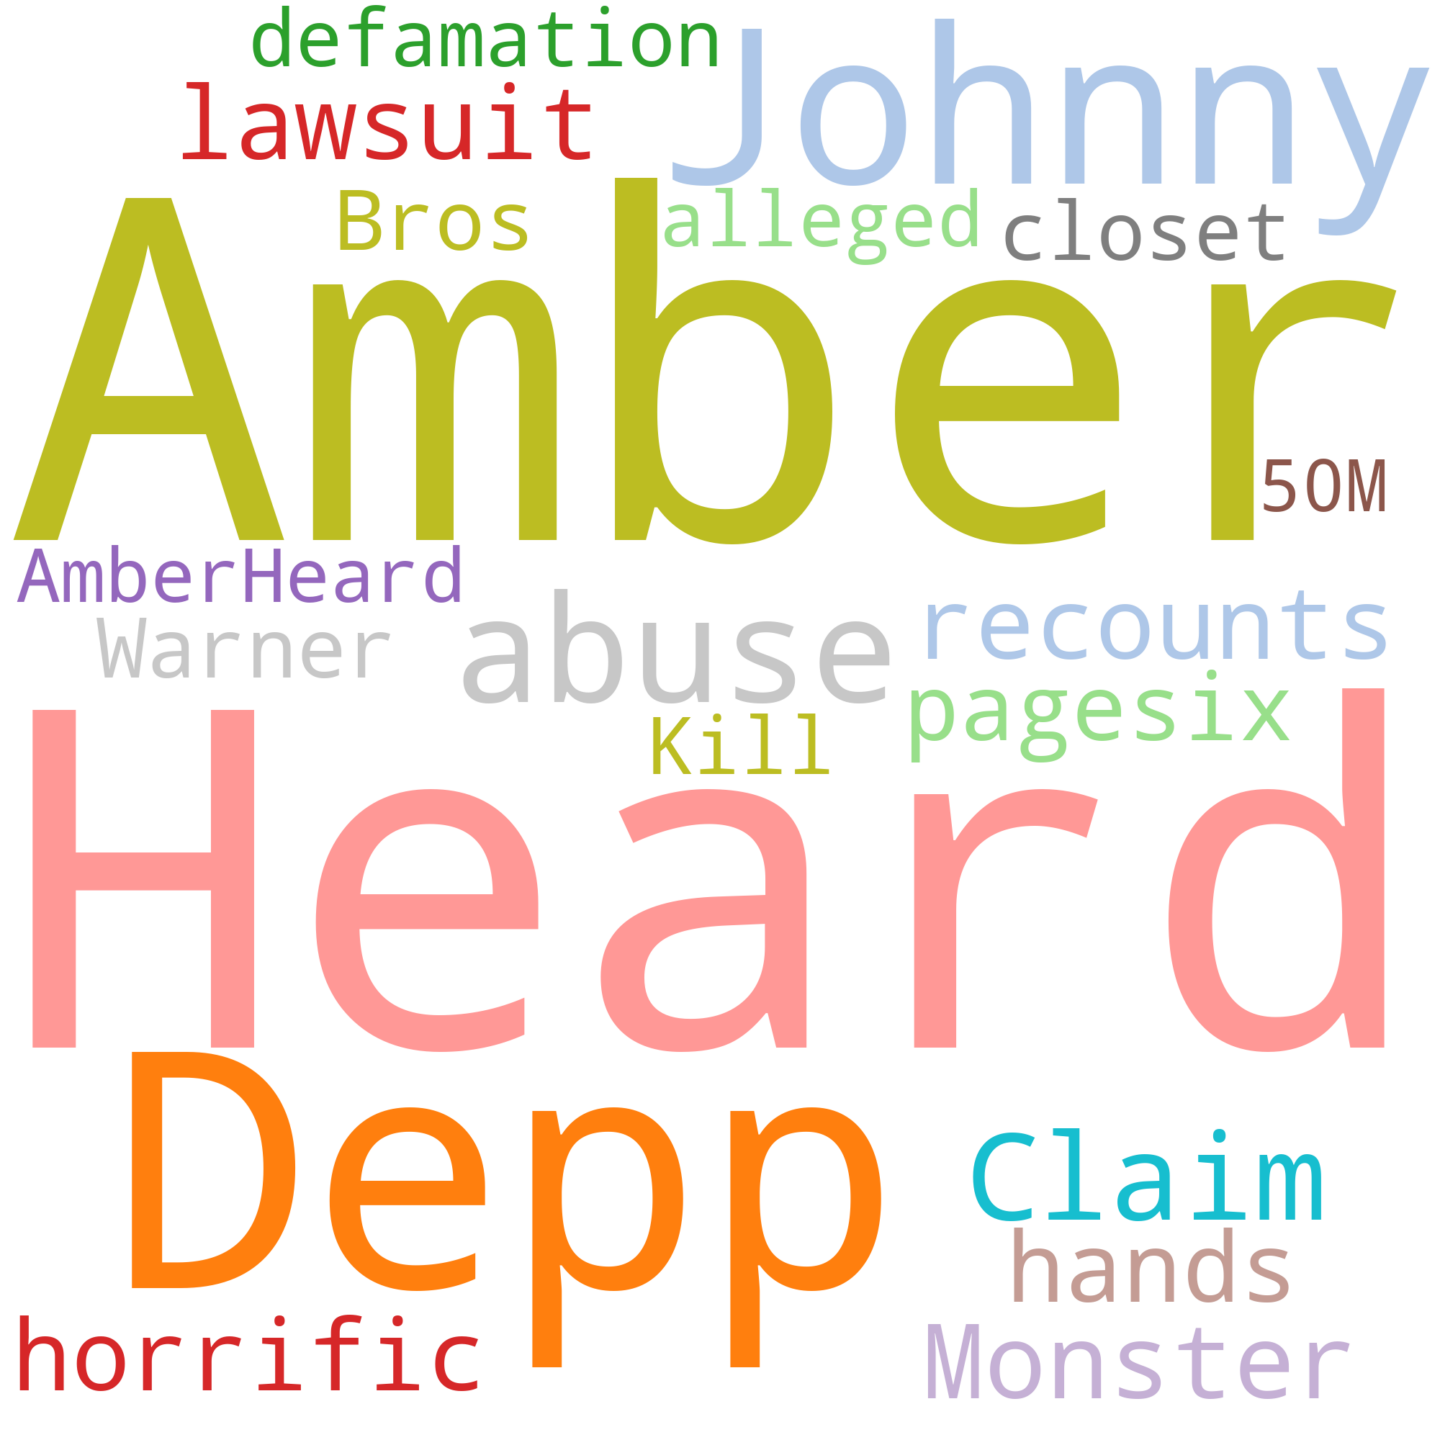 defamation
Johnny
lawsuit
Bros
alleged
closet
Amber
50M
AmberHeard
abuse
recounts
Warner
pagesix
Kill
Heard
Depp
Claim
hands
horrific
Monster